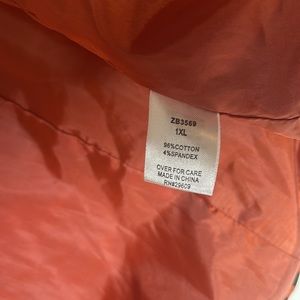 ZB3569
1XL
96%COTTON
4%SPANDEX
OVER FOR CARE
MADE IN CHINA
RN#29609